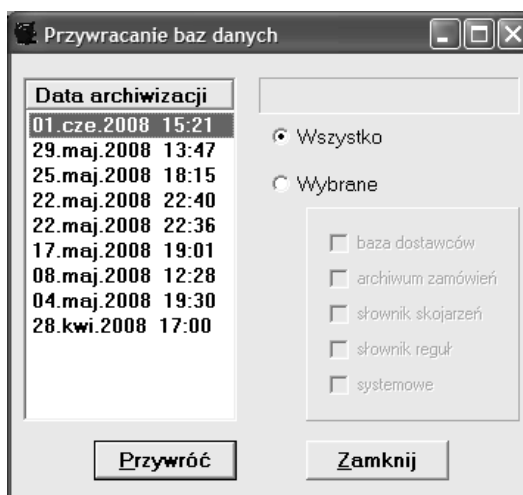 Przywracanie baz danych
Data archiwizacji
01.cze.2008 15:21
29.maj.2008 13:47
25.maj.2008 18:15
22.maj.2008 22:40
22.maj.2008 22:36
17.maj.2008 19:01
08.maj.2008 12:28
04.maj.2008 19:30
28.kwi.2008 17:00
Wszystko
Wybrane
baza dostawców
archiwum zamówień
słownik skojarzeń
słownik reguł
systemowe
Przywróć
Zamknij